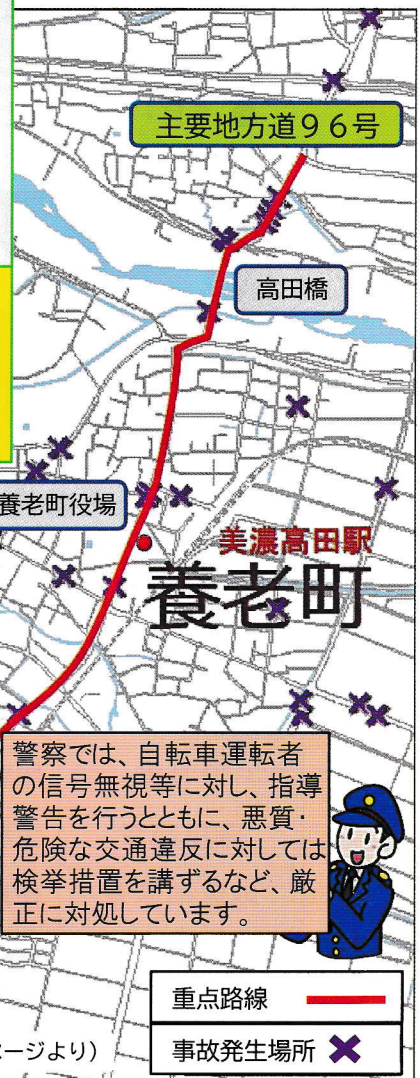 主要地方道96号
高田橋
養老町役場
美濃高田駅
養老町
警察では、自転車運転者
の信号無視等に対し、指導
警告を行うとともに、悪質・
危険な交通違反に対しては
検挙措置を講ずるなど、厳
正に対処しています。
重点路線
ージより)
事故発生場所